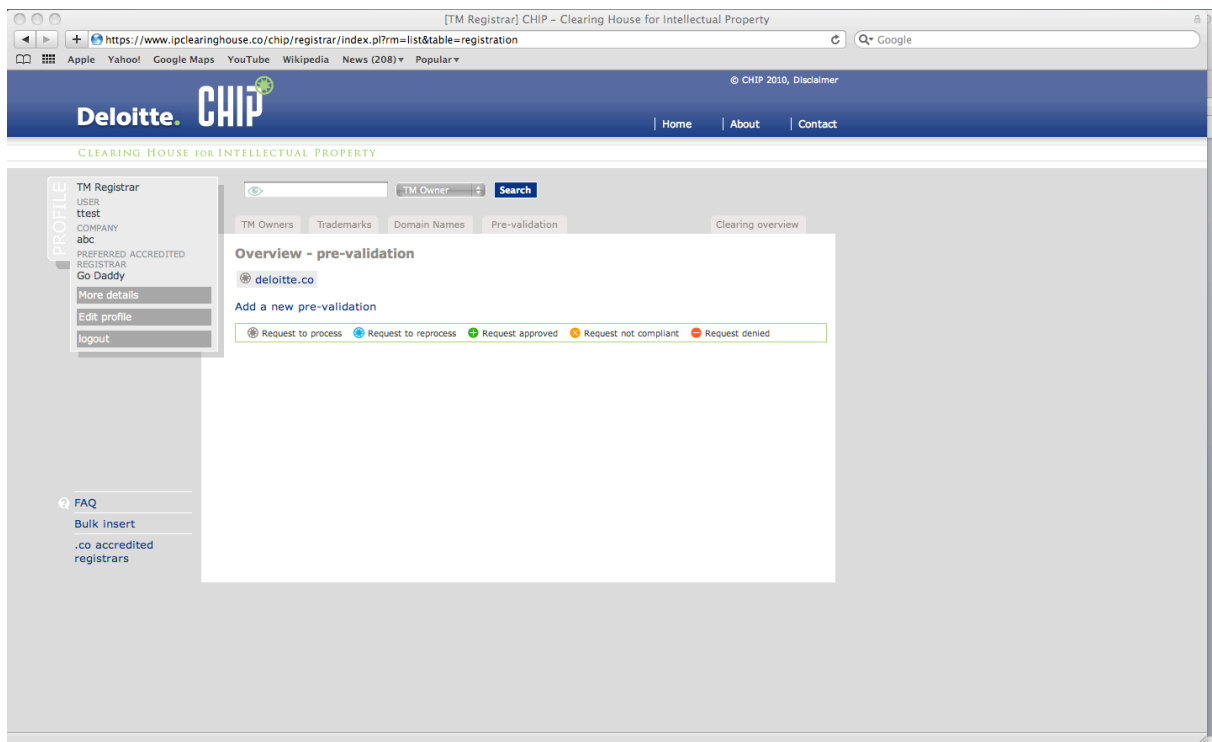 [TM Registrar] CHIP – Clearing House for Intellectual Property
https://www.ipclearinghouse.co/chip/registrar/index.pl?rm=list&table=registration
Google
Apple Yahoo! Google Maps YouTube Wikipedia News (208) Popular
© CHIP 2010, Disclaimer
Deloitte. CHIP
Home About Contact
CLEARING HOUSE FOR INTELLECTUAL PROPERTY
PROFILE
TM Registrar
USER
ttest
COMPANY
abc
PREFERRED ACCREDITED
REGISTRAR
Go Daddy
More details
Edit profile
logout
TM Owner Search
TM Owners Trademarks Domain Names Pre-validation Clearing overview
Overview - pre-validation
deloitte.co
Add a new pre-validation
Request to process Request to reprocess Request approved Request not compliant Request denied
? FAQ
Bulk insert
.co accredited
registrars